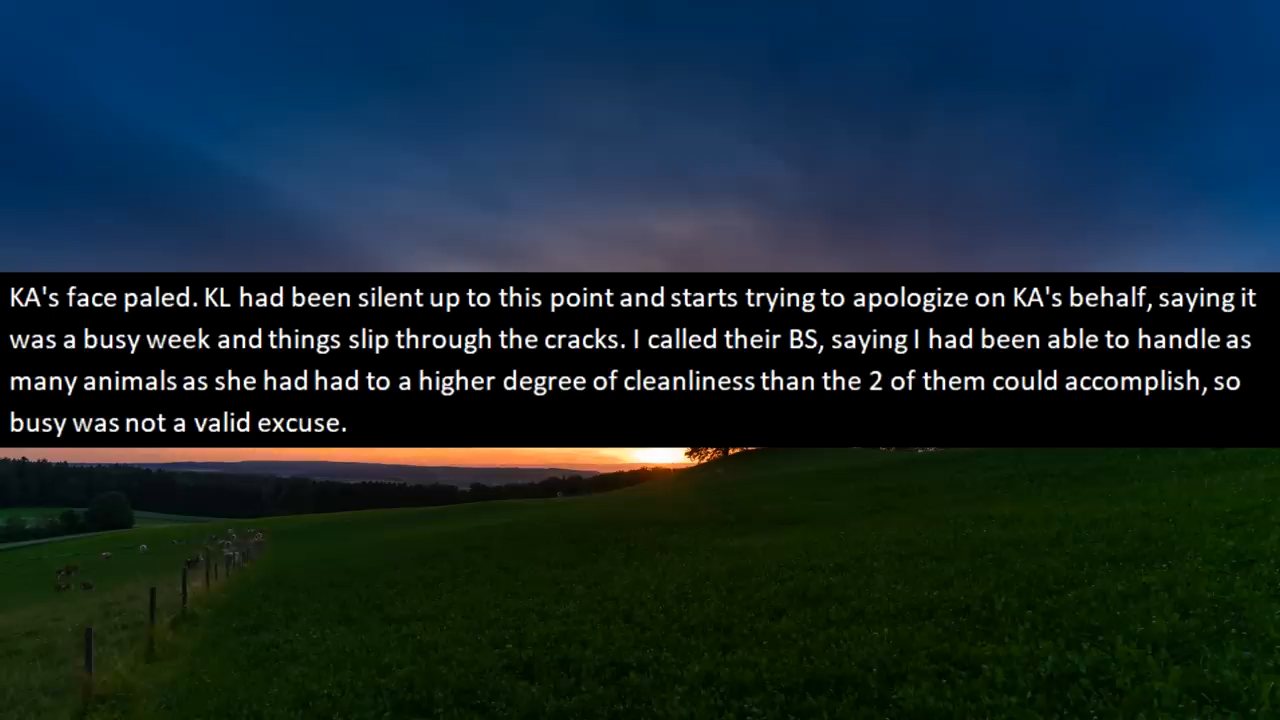 KA's face paled. KL had been silent up to this point and starts trying to apologize on KA's behalf, saying it
was a busy week and things slip through the cracks. I called their BS, saying I had been able to handle as
many animals as she had had to a higher degree of cleanliness than the 2 of them could accomplish, so
busy was not a valid excuse.